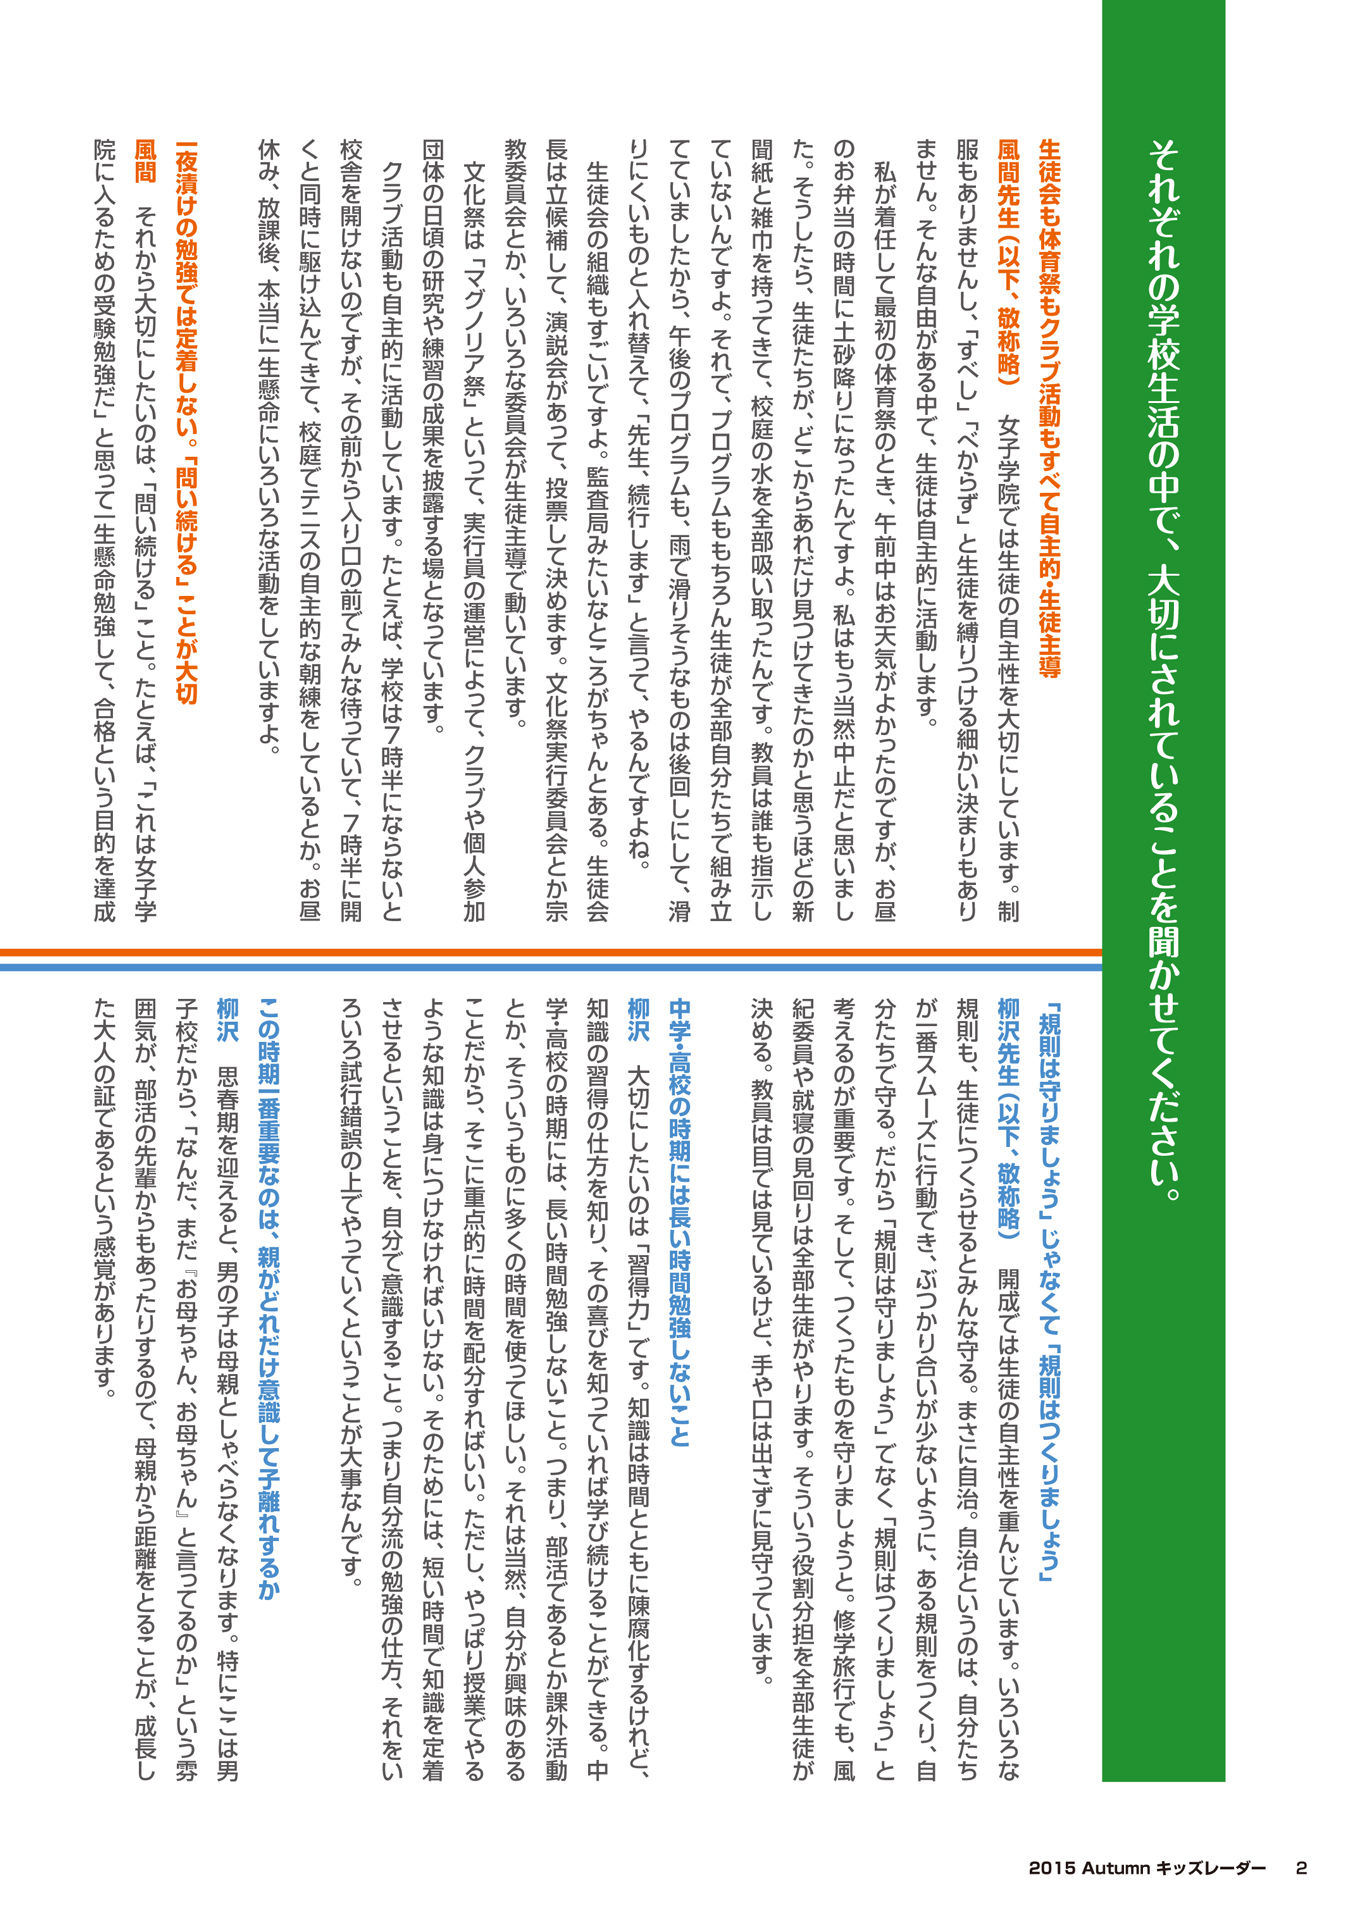 それぞれの学校生活の中で、大切にされていることを聞かせてください。
生徒会も体育祭もクラブ活動もすべて自主的・生徒主導
風間先生（以下、敬称略）　女子学院では生徒の自主性を大切にしています。制
服もありませんし、「すべし」「べからず」と生徒を縛りつける細かい決まりもあり
ません。そんな自由がある中で、生徒は自主的に活動します。
　私が着任して最初の体育祭のとき、午前中はお天気がよかったのですが、お昼
のお弁当の時間に土砂降りになったんですよ。私はもう当然中止だと思いまし
た。そうしたら、生徒たちが、どこからあれだけ見つけてきたのかと思うほどの新
聞紙と雑巾を持ってきて、校庭の水を全部吸い取ったんです。教員は誰も指示し
ていないんですよ。それで、プログラムももちろん生徒が全部自分たちで組み立
てていましたから、午後のプログラムも、雨で滑りそうなものは後回しにして、滑
りにくいものと入れ替えて、「先生、続行します」と言って、やるんですよね。
　生徒会の組織もすごいですよ。監査局みたいなところがちゃんとある。生徒会
長は立候補して、演説会があって、投票して決めます。文化祭実行委員会とか宗
教委員会とか、いろいろな委員会が生徒主導で動いています。
　文化祭は「マグノリア祭」といって、実行員の運営によって、クラブや個人参加
団体の日頃の研究や練習の成果を披露する場となっています。
　クラブ活動も自主的に活動しています。たとえば、学校は７時半にならないと
校舎を開けないのですが、その前から入り口の前でみんな待っていて、７時半に開
くと同時に駆け込んできて、校庭でテニスの自主的な朝練をしているとか。お昼
休み、放課後、本当に一生懸命にいろいろな活動をしていますよ。
一夜漬けの勉強では定着しない。「問い続ける」ことが大切
風間　それから大切にしたいのは、「問い続ける」こと。たとえば、「これは女子学
院に入るための受験勉強だ」と思って一生懸命勉強して、合格という目的を達成
「規則は守りましょう」じゃなくて「規則はつくりましょう」
柳沢先生（以下、敬称略）　開成では生徒の自主性を重んじています。いろいろな
規則も、生徒につくらせるとみんな守る。まさに自治。自治というのは、自分たち
が一番スムーズに行動でき、ぶつかり合いが少ないように、ある規則をつくり、自
分たちで守る。だから「規則は守りましょう」でなく「規則はつくりましょう」と
考えるのが重要です。そして、つくったものを守りましょうと。修学旅行でも、風
紀委員や就寝の見回りは全部生徒がやります。そういう役割分担を全部生徒が
決める。教員は目では見ているけど、手や口は出さずに見守っています。
中学・高校の時期には長い時間勉強しないこと
柳沢　大切にしたいのは「習得力」です。知識は時間とともに陳腐化するけれど、
知識の習得の仕方を知り、その喜びを知っていれば学び続けることができる。中
学・高校の時期には、長い時間勉強しないこと。つまり、部活であるとか課外活動
とか、そういうものに多くの時間を使ってほしい。それは当然、自分が興味のある
ことだから、そこに重点的に時間を配分すればいい。ただし、やっぱり授業でやる
ような知識は身につけなければいけない。そのためには、短い時間で知識を定着
させるということを、自分で意識すること。つまり自分流の勉強の仕方、それをい
ろいろ試行錯誤の上でやっていくということが大事なんです。
この時期一番重要なのは、親がどれだけ意識して子離れするか
柳沢　思春期を迎えると、男の子は母親としゃべらなくなります。特にここは男
子校だから、「なんだ、まだ『お母ちゃん、お母ちゃん』と言ってるのか」という雰
囲気が、部活の先輩からもあったりするので、母親から距離をとることが、成長し
た大人の証であるという感覚があります。
2015 Autumn キッズレーダー　2